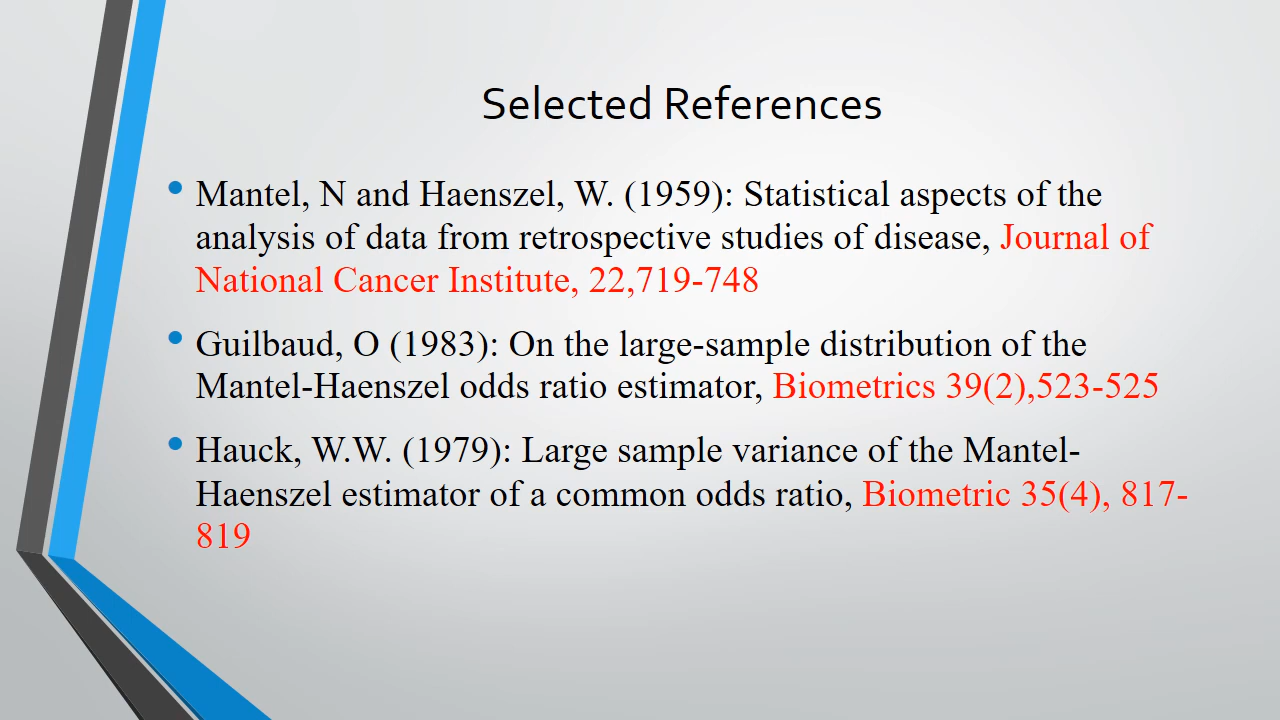 Selected References
• Mantel, N and Haenszel, W. (1959): Statistical aspects of the
analysis of data from retrospective studies of disease, Journal of
National Cancer Institute, 22,719-748
• Guilbaud, O (1983): On the large-sample distribution of the
Mantel-Haenszel odds ratio estimator, Biometrics 39(2),523-525
• Hauck, W.W. (1979): Large sample variance of the Mantel-
Haenszel estimator of a common odds ratio, Biometric 35(4), 817-
819